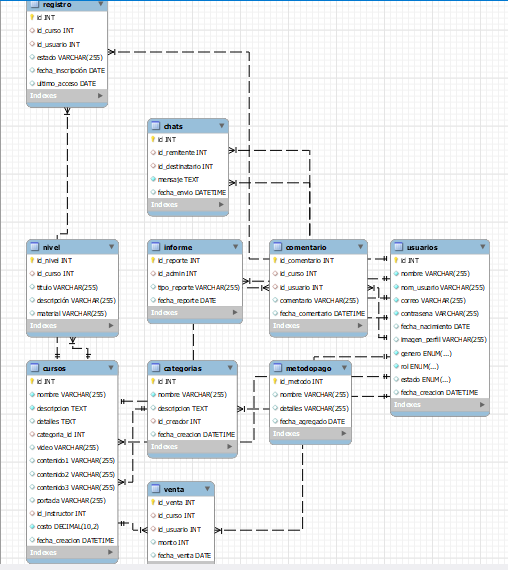 registro
id INT
id_curso INT
id_usuario INT
estado VARCHAR(255)
fecha_inscripción DATE
ultimo_acceso DATE
Indexes
chats
id INT
id_remitente INT
id_destinatario INT
mensaje TEXT
fecha_envio DATETIME
Indexes
nivel
id_nivel INT
id_curso INT
titulo VARCHAR(255)
descripción VARCHAR(255)
material VARCHAR(255)
Indexes
informe
id_reporte INT
id_admin INT
tipo_reporte VARCHAR(255)
fecha_reporte DATE
Indexes
comentario
id_comentario INT
id_curso INT
id_usuario INT
comentario VARCHAR(255)
fecha_comentario DATETIME
Indexes
usuarios
id INT
nombre VARCHAR(255)
nom_usuario VARCHAR(255)
correo VARCHAR(255)
contrasena VARCHAR(255)
fecha_nacimiento DATE
imagen_perfil VARCHAR(255)
genero ENUM(...)
rol ENUM(...)
estado ENUM(...)
fecha_creacion DATETIME
Indexes
cursos
id INT
nombre VARCHAR(255)
descripcion TEXT
detalles TEXT
categoria_id INT
video VARCHAR(255)
contenido1 VARCHAR(255)
contenido2 VARCHAR(255)
contenido3 VARCHAR(255)
portada VARCHAR(255)
id_instructor INT
costo DECIMAL(10,2)
fecha_creacion DATETIME
Indexes
categorias
id INT
nombre VARCHAR(255)
descripcion TEXT
id_creador INT
fecha_creacion DATETIME
Indexes
metodopago
id_metodo INT
nombre VARCHAR(255)
detalles VARCHAR(255)
fecha_agregado DATE
Indexes
venta
id_venta INT
id_curso INT
id_usuario INT
monto INT
fecha_venta DATE